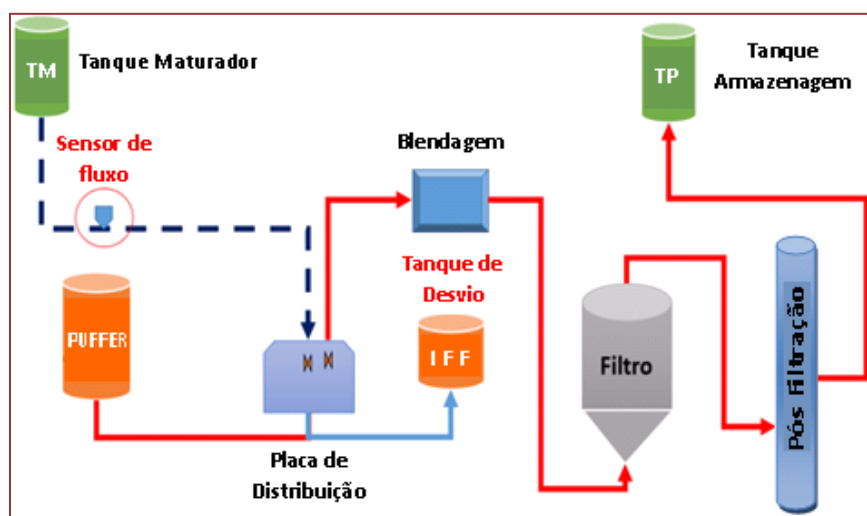 TM
Tanque Maturador
Sensor de
fluxo
PUFFER
Placa de
Distribuição
Blendagem
Tanque de
Desvio
I F F
Filtro
Pós Filtração
TP
Tanque
Armazenagem